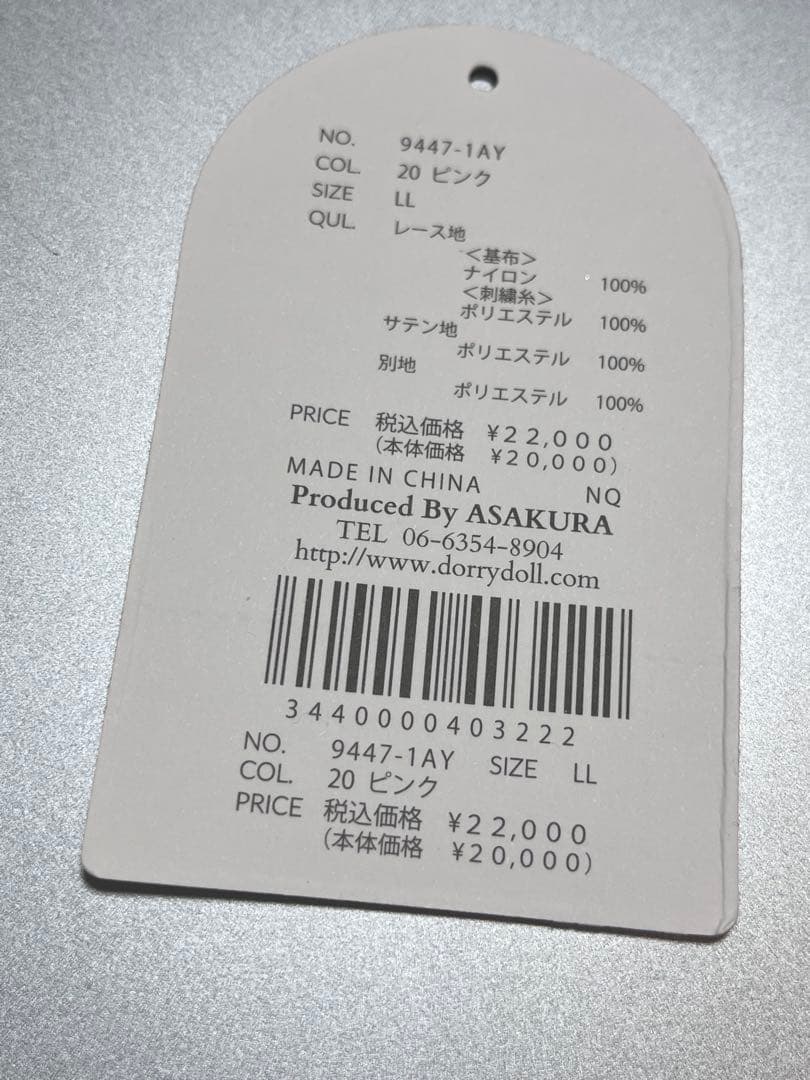 NO. 9447-1AY
COL. 20 ピンク
SIZE LL
QUL. レース地
＜基布＞
ナイロン 100%
＜刺繍糸＞
ポリエステル 100%
サテン地
ポリエステル 100%
別地
ポリエステル 100%
PRICE 税込価格 ¥22,000
(本体価格 ¥20,000)
MADE IN CHINA NQ
Produced By ASAKURA
TEL 06-6354-8904
http://www.dorrydoll.com
3440000403222
NO. 9447-1AY SIZE LL
COL. 20 ピンク
PRICE 税込価格 ¥22,000
(本体価格 ¥20,000)